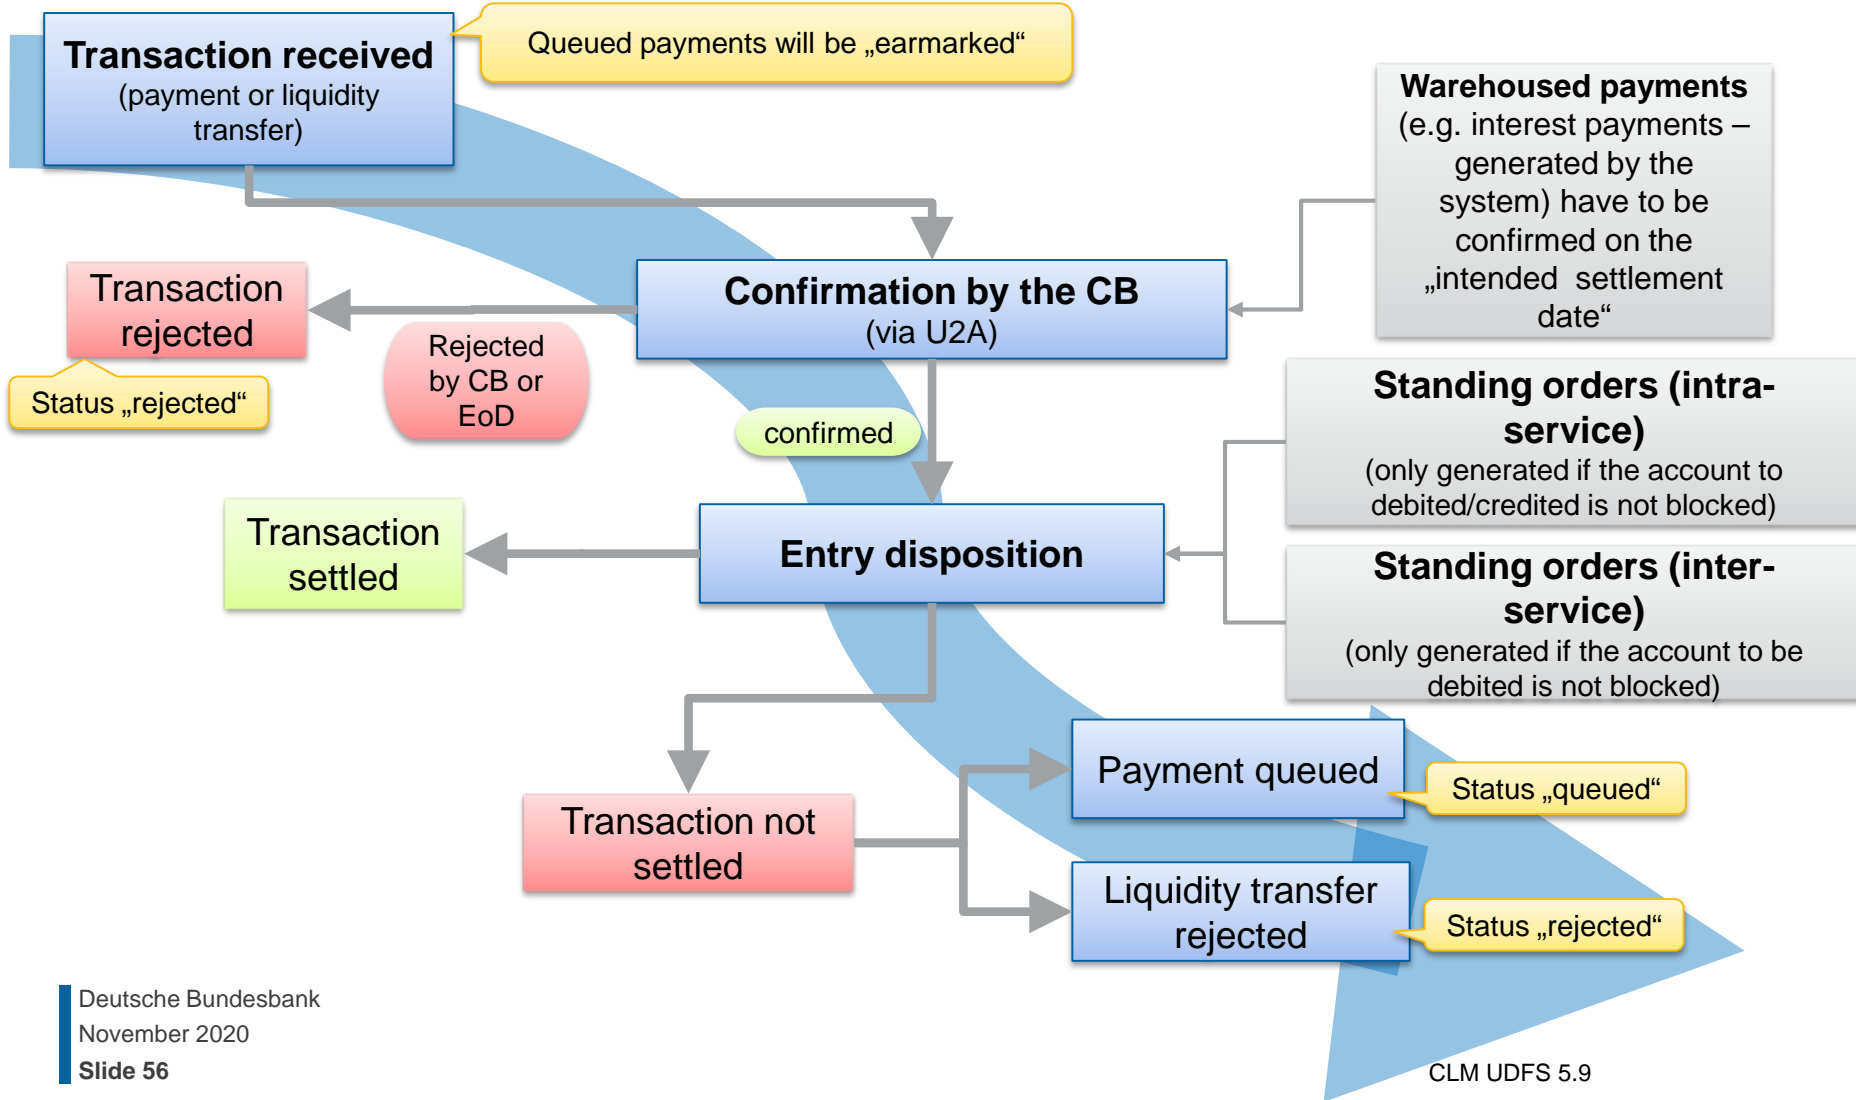 Transaction received
(payment or liquidity
transfer)
Queued payments will be „earmarked“
Warehoused payments
(e.g. interest payments –
generated by the
system) have to be
confirmed on the
„intended settlement
date“
Confirmation by the CB
(via U2A)
Transaction
rejected
Status „rejected“
Rejected
by CB or
EoD
confirmed
Standing orders (intra-
service)
(only generated if the account to
debited/credited is not blocked)
Transaction
settled
Entry disposition
Standing orders (inter-
service)
(only generated if the account to be
debited is not blocked)
Payment queued
Status „queued“
Transaction not
settled
Liquidity transfer
rejected
Status „rejected“
Deutsche Bundesbank
November 2020
Slide 56
CLM UDFS 5.9